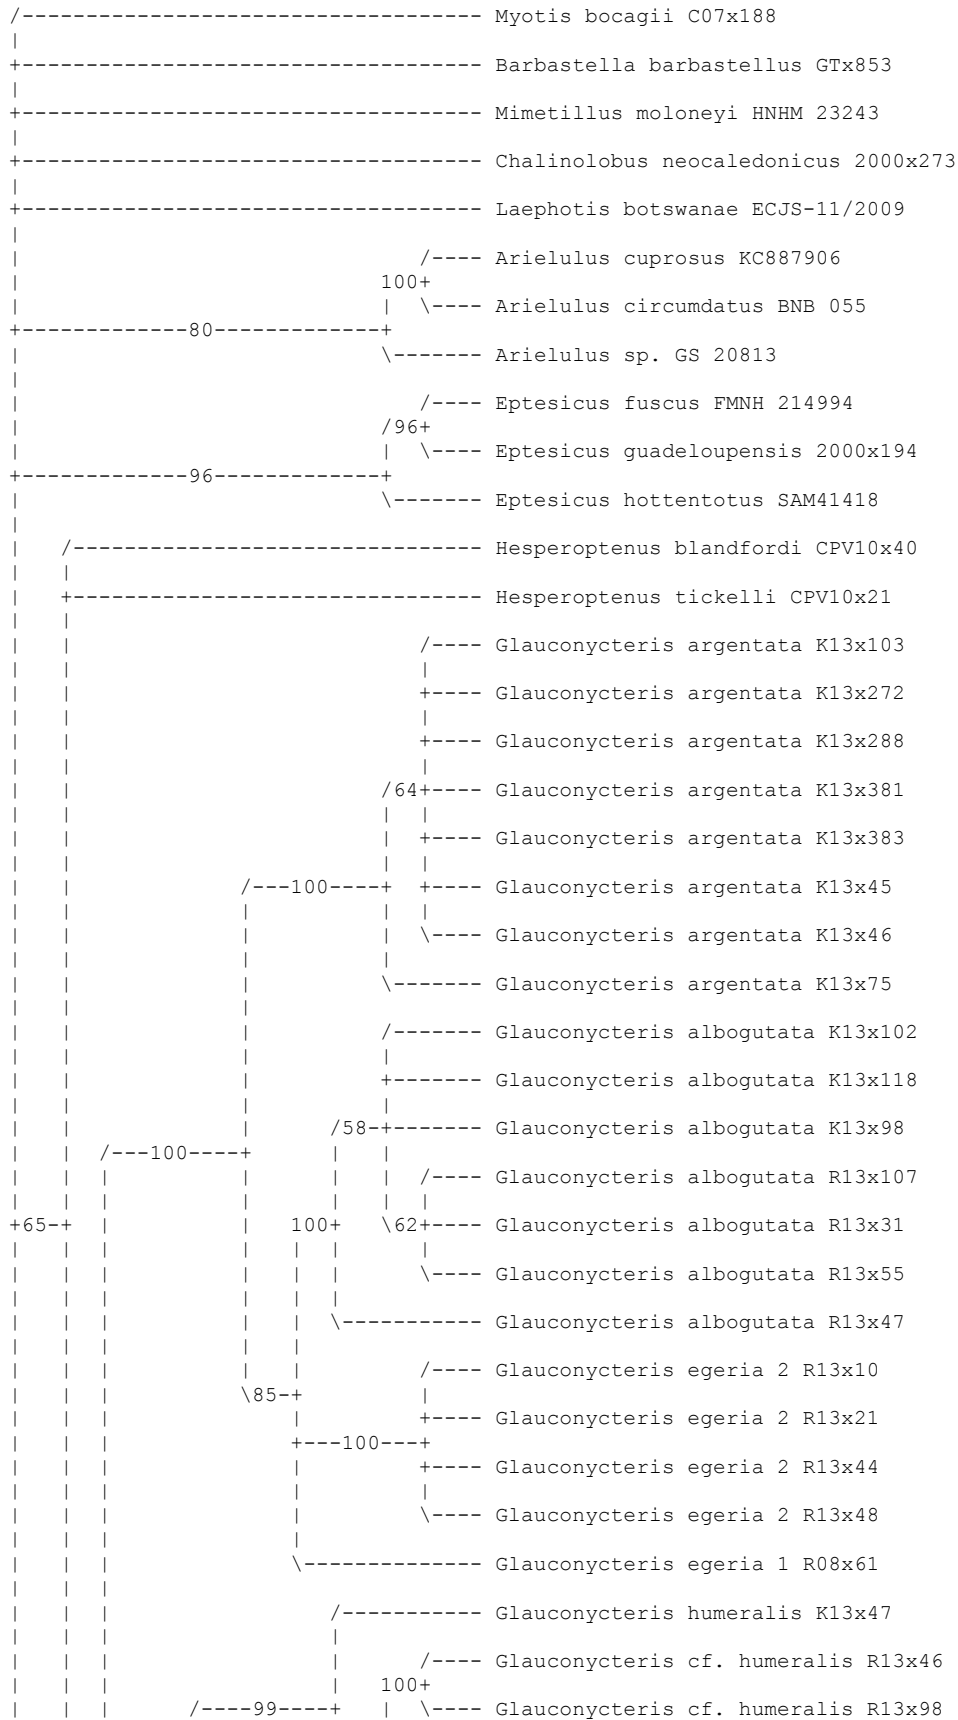 /------------------------------------ Myotis bocagii C07x188
|
+------------------------------------ Barbastella barbastellus GTx853
|
+------------------------------------ Mimetillus moloneyi HNHM 23243
|
+------------------------------------ Chalinolobus neocaledonicus 2000x273
|
+------------------------------------ Laephotis botswanae ECJS-11/2009
|
|                               /---- Arielulus cuprosus KC887906
|                            100+
|                            |  \---- Arielulus circumdatus BNB 055
+-------------80-------------+
|                            \------- Arielulus sp. GS 20813
|
|                               /---- Eptesicus fuscus FMNH 214994
|                            /96+
|                            |  \---- Eptesicus guadeloupensis 2000x194
+-------------96-------------+
|                            \------- Eptesicus hottentotus SAM41418
|
|   /-------------------------------- Hesperoptenus blandfordi CPV10x40
|   |
|   +-------------------------------- Hesperoptenus tickelli CPV10x21
|   |
|   |                           /---- Glauconycteris argentata K13x103
|   |                           |
|   |                           +---- Glauconycteris argentata K13x272
|   |                           |
|   |                           +---- Glauconycteris argentata K13x288
|   |                           |
|   |                        /64+---- Glauconycteris argentata K13x381
|   |                        |  |
|   |                        |  +---- Glauconycteris argentata K13x383
|   |                        |  |
|   |             /---100----+  +---- Glauconycteris argentata K13x45
|   |             |          |  |
|   |             |          |  \---- Glauconycteris argentata K13x46
|   |             |          |
|   |             |          \------- Glauconycteris argentata K13x75
|   |             |
|   |             |          /------- Glauconycteris albogutata K13x102
|   |             |          |
|   |             |          +------- Glauconycteris albogutata K13x118
|   |             |          |
|   |             |      /58-+------- Glauconycteris albogutata K13x98
|   |  /---100----+      |   |
|   |  |          |      |   |  /---- Glauconycteris albogutata R13x107
|   |  |          |      |   |  |
+65-+  |          |   100+   \62+---- Glauconycteris albogutata R13x31
|   |  |          |   |  |      |
|   |  |          |   |  |      \---- Glauconycteris albogutata R13x55
|   |  |          |   |  |
|   |  |          |   |  \----------- Glauconycteris albogutata R13x47
|   |  |          |   |
|   |  |          |   |         /---- Glauconycteris egeria 2 R13x10
|   |  |          \85-+         |
|   |  |              |         +---- Glauconycteris egeria 2 R13x21
|   |  |              +---100---+
|   |  |              |         +---- Glauconycteris egeria 2 R13x44
|   |  |              |         |
|   |  |              |         \---- Glauconycteris egeria 2 R13x48
|   |  |              |
|   |  |              \-------------- Glauconycteris egeria 1 R08x61
|   |  |
|   |  |                 /----------- Glauconycteris humeralis K13x47
|   |  |                 |
|   |  |                 |      /---- Glauconycteris cf. humeralis R13x46
|   |  |                 |   100+
|   |  |      /----99----+   |  \---- Glauconycteris cf. humeralis R13x98